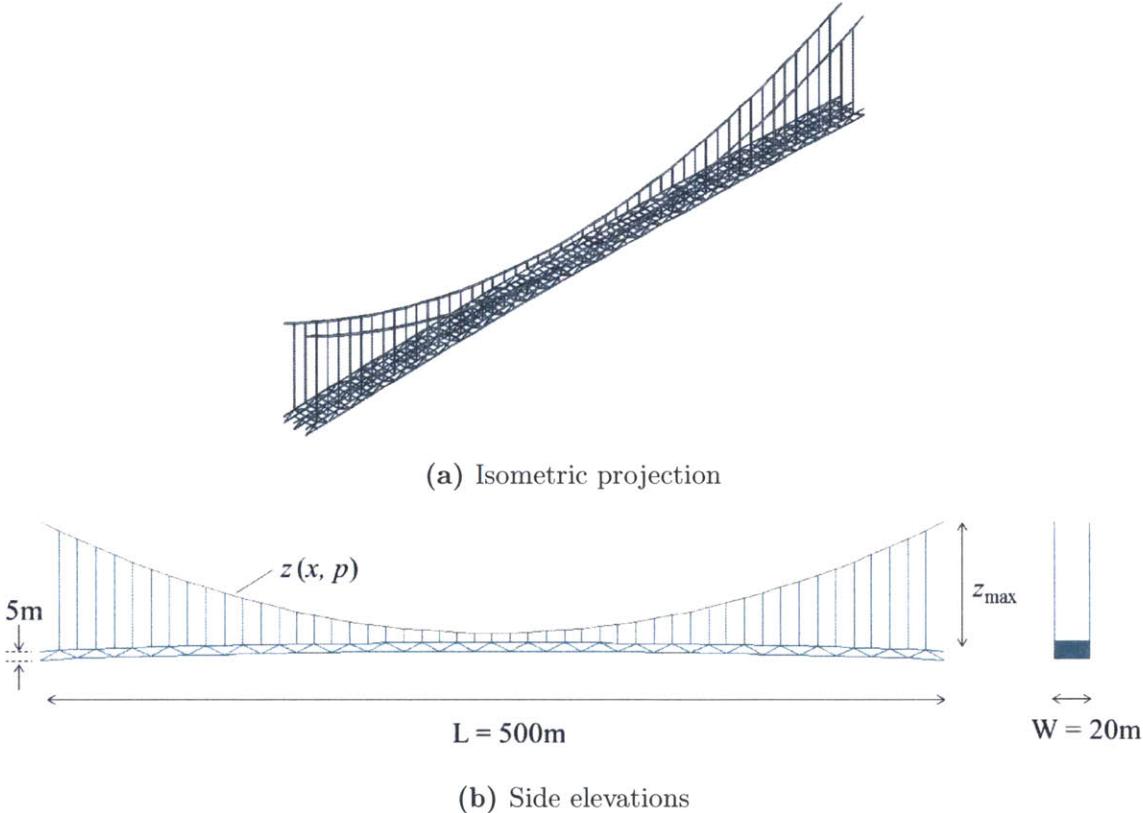 (a) Isometric projection
z(x, p)
5m
z_max
L = 500m
W = 20m
(b) Side elevations